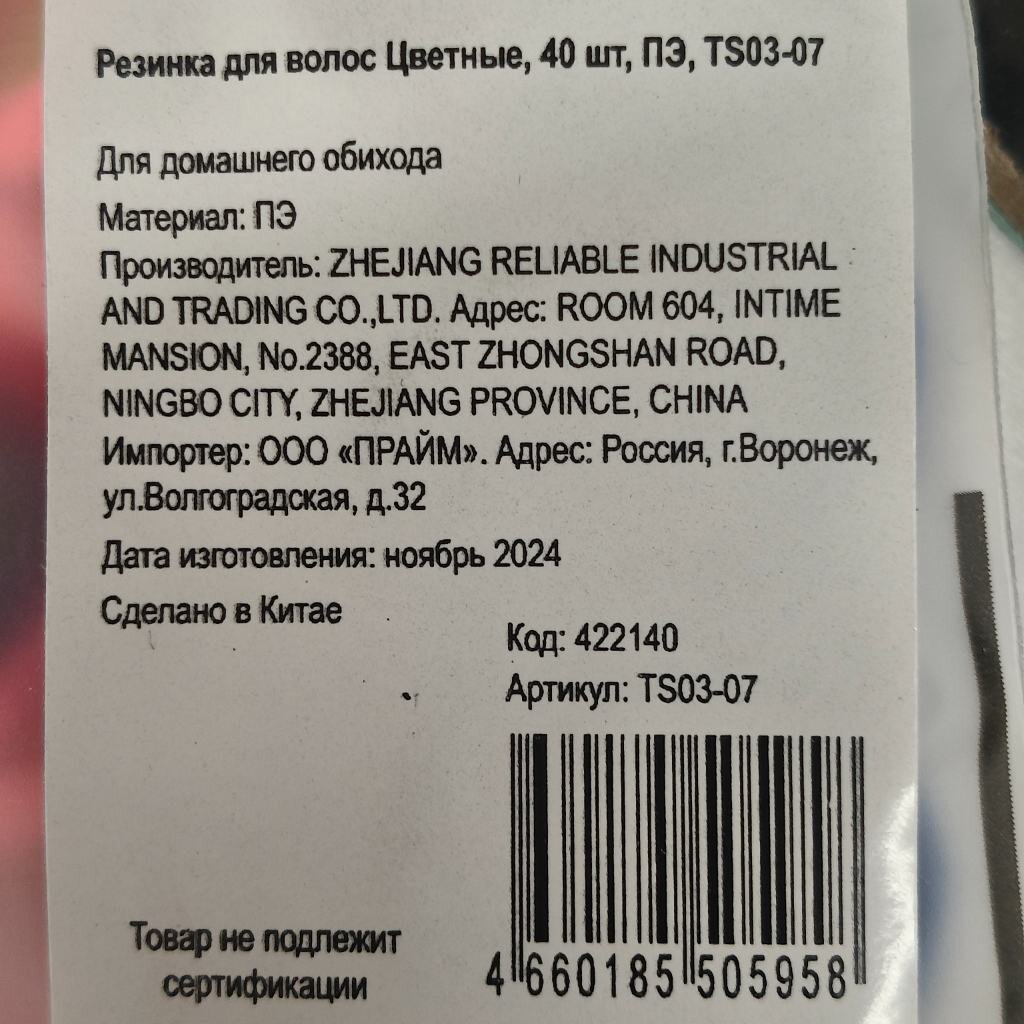 Резинка для волос Цветные, 40 шт, ПЭ, TS03-07
Для домашнего обихода
Материал: ПЭ
Производитель: ZHEJIANG RELIABLE INDUSTRIAL
AND TRADING CO.,LTD. Адрес: ROOM 604, INTIME
MANSION, No.2388, EAST ZHONGSHAN ROAD,
NINGBO CITY, ZHEJIANG PROVINCE, CHINA
Импортер: ООО «ПРАЙМ». Адрес: Россия, г.Воронеж,
ул.Волгоградская, д.32
Дата изготовления: ноябрь 2024
Сделано в Китае
Код: 422140
Артикул: TS03-07
Товар не подлежит
сертификации
4 660185 505958